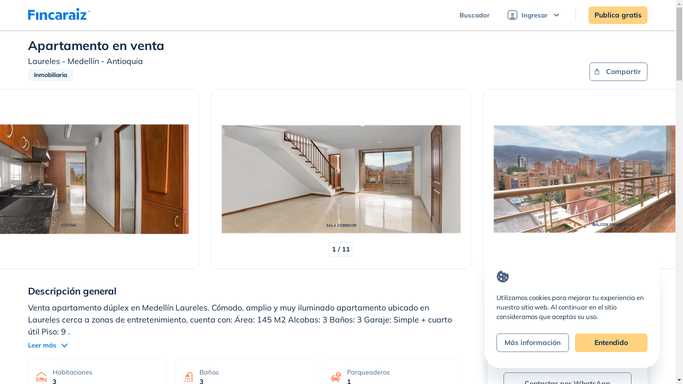 Fincaraiz
Buscador
Ingresar
Publica gratis
Apartamento en venta
Laureles - Medellín - Antioquia
Inmobiliaria
Compartir
COCINA
SALA COMEDOR
1 / 11
Descripción general
Venta apartamento dúplex en Medellín Laureles. Cómodo, amplio y muy iluminado apartamento ubicado en
Laureles cerca a zonas de entretenimiento, cuenta con: Área: 145 M2 Alcobas: 3 Baños: 3 Garaje: Simple + cuarto
útil Piso: 9 .
Leer más
Habitaciones
3
Baños
3
Parqueaderos
1
Utilizamos cookies para mejorar tu experiencia en
nuestro sitio web. Al continuar en el sitio
consideramos que aceptas su uso.
Más información
Entendido
Contactar por WhatsApp